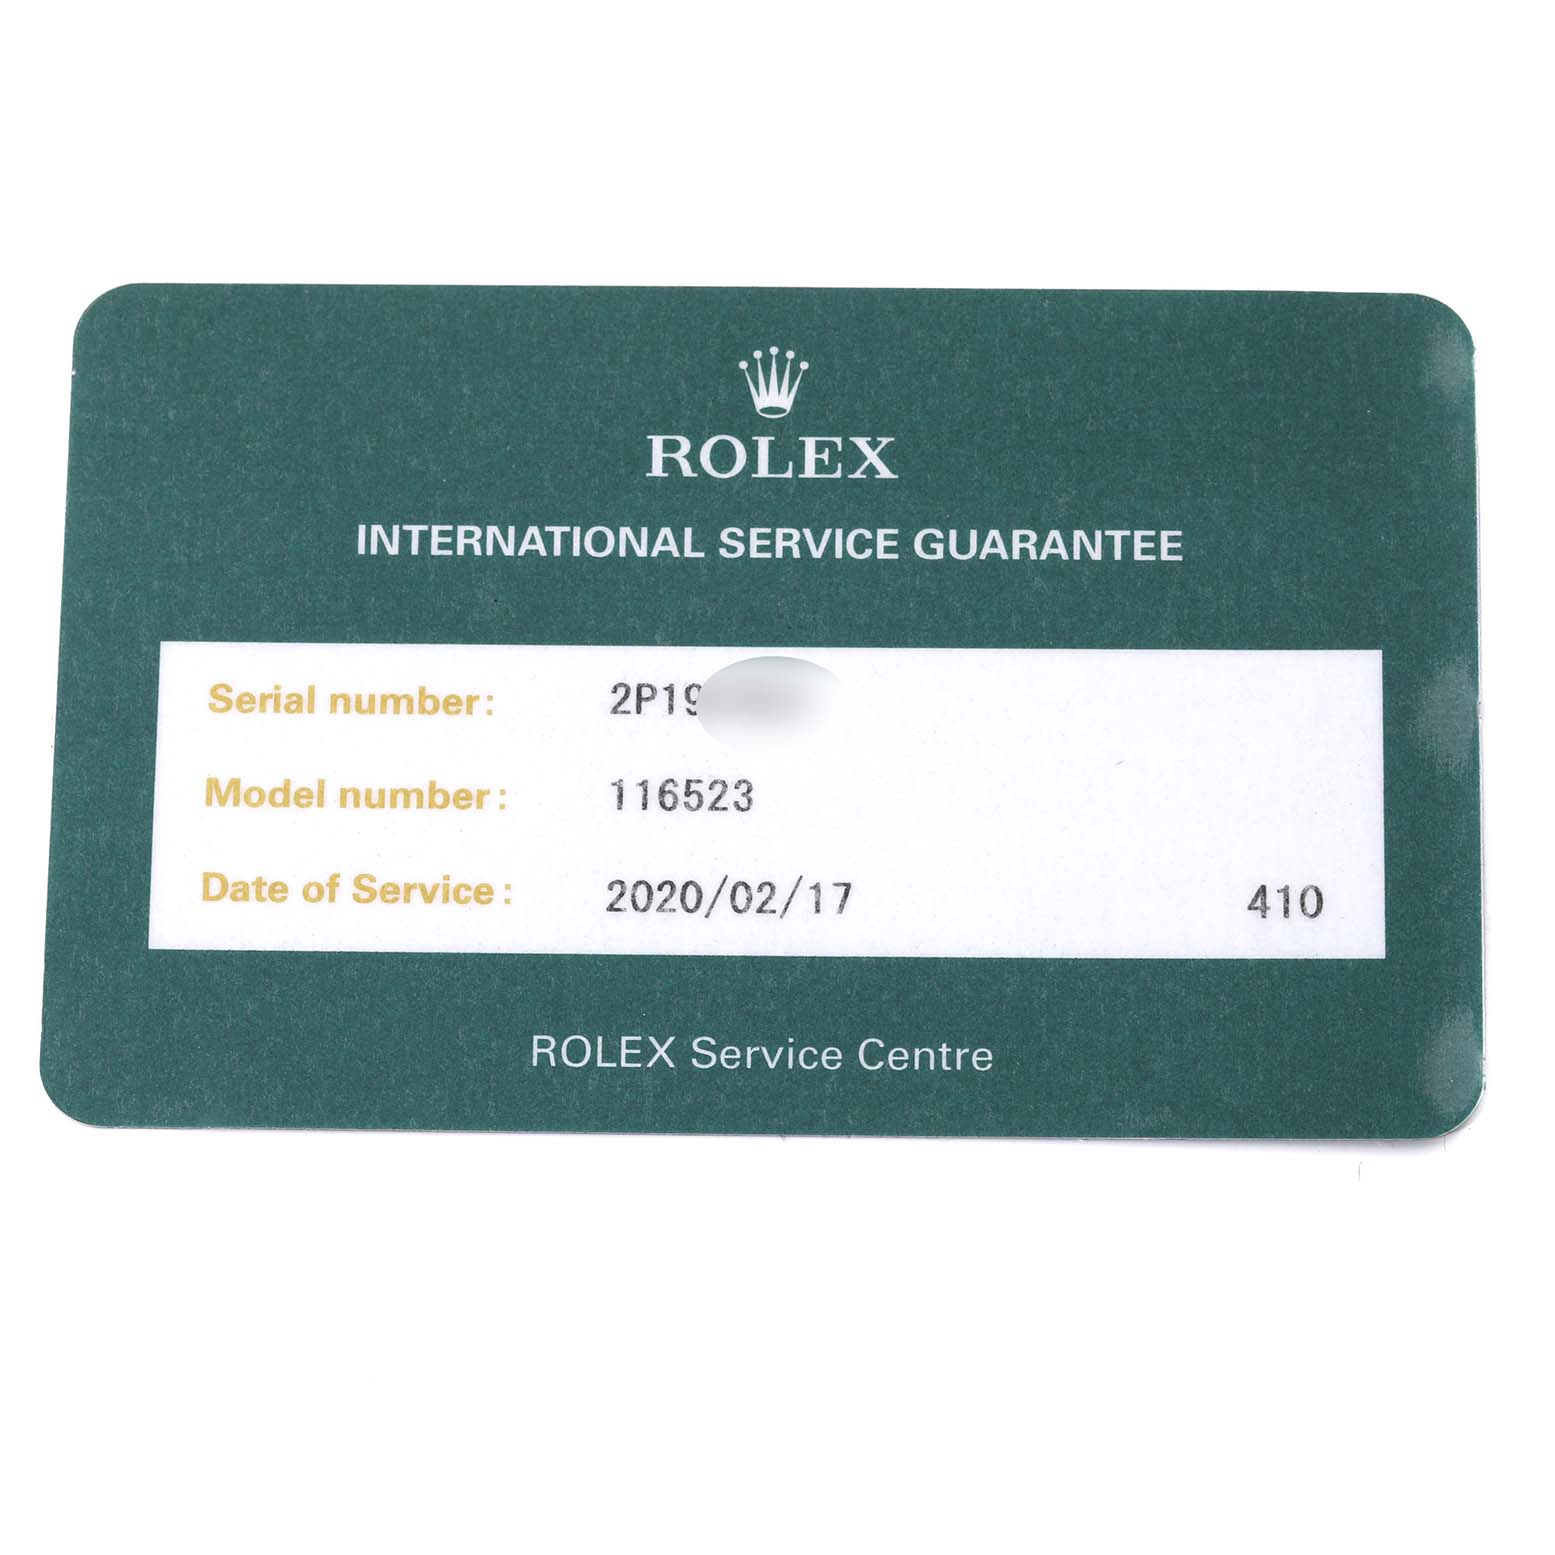 ROLEX
INTERNATIONAL SERVICE GUARANTEE
Serial number: 2P19
Model number: 116523
Date of Service: 2020/02/17 410
ROLEX Service Centre